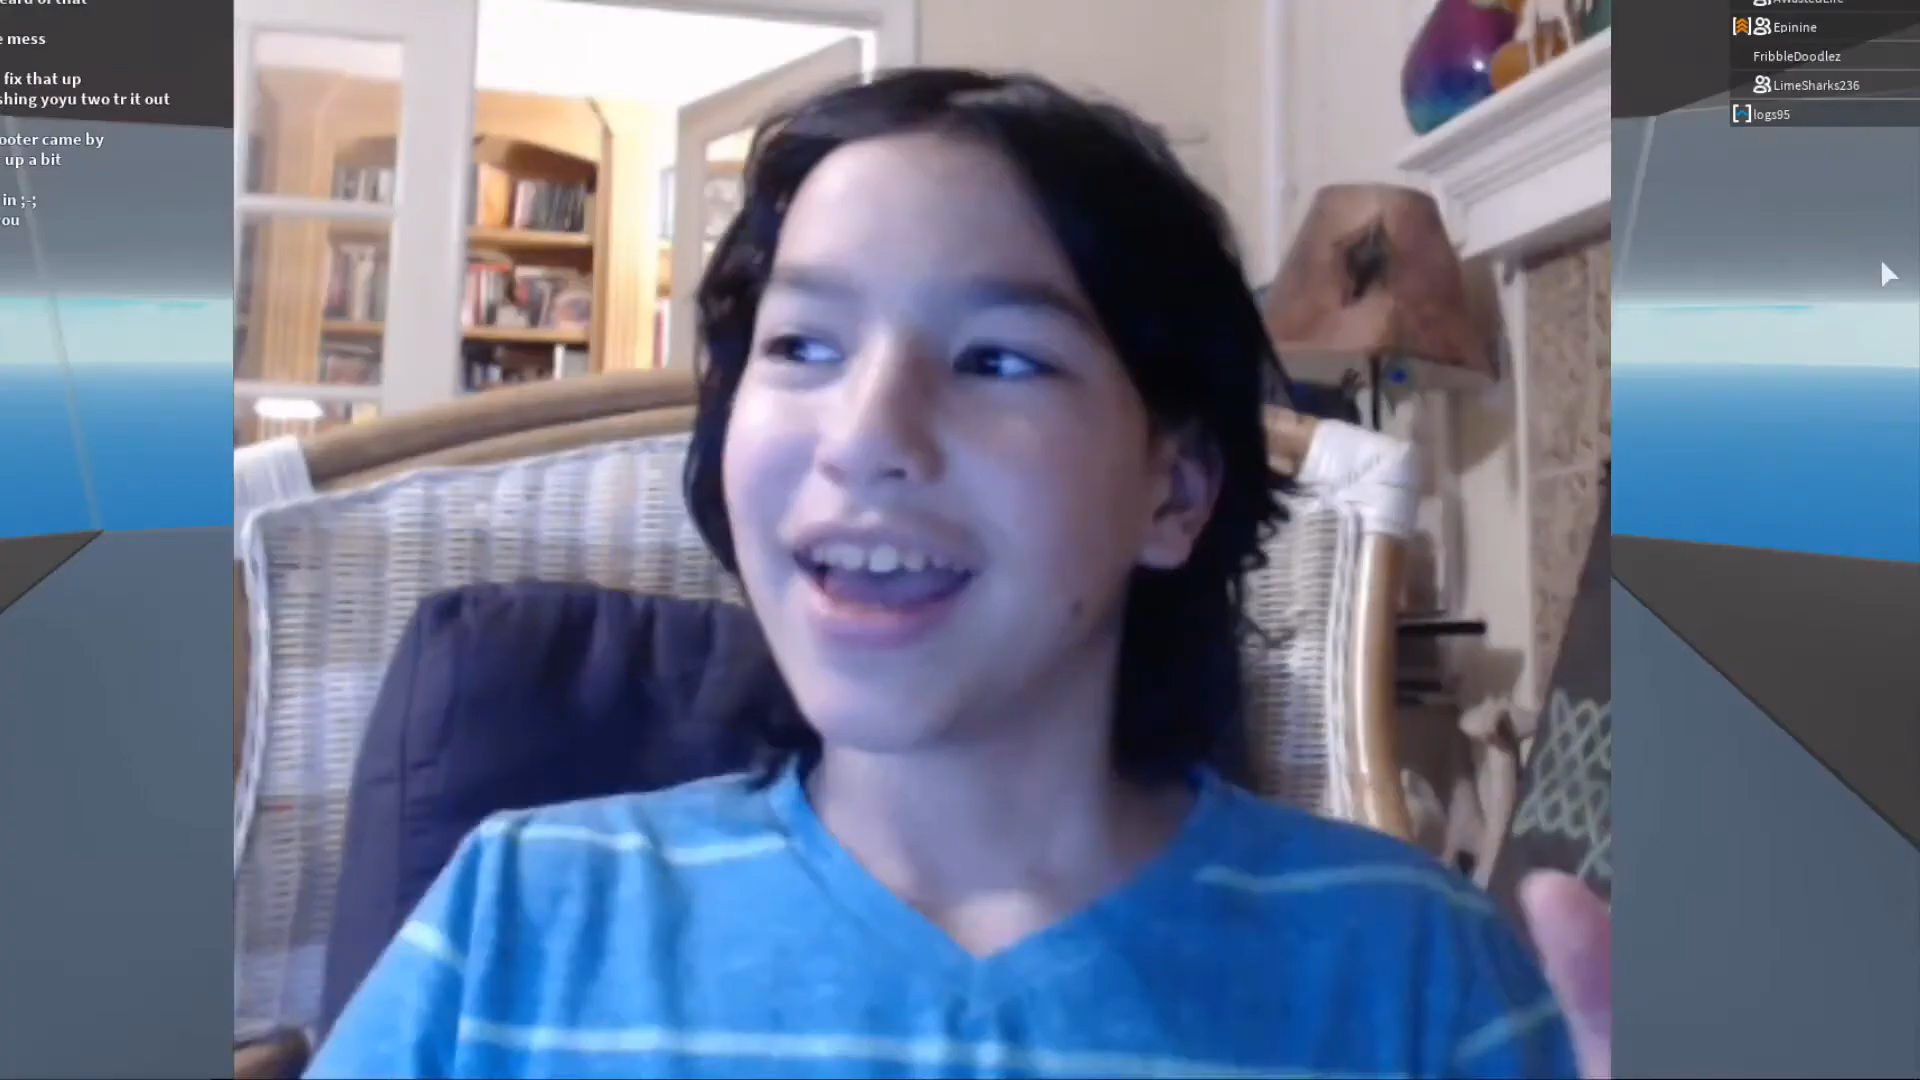 e mess
fix that up
shing yoyu two tr it out
ooter came by
up a bit
in ;-;
ou
Epinine
FribbleDoodlez
LimeSharks236
logs95